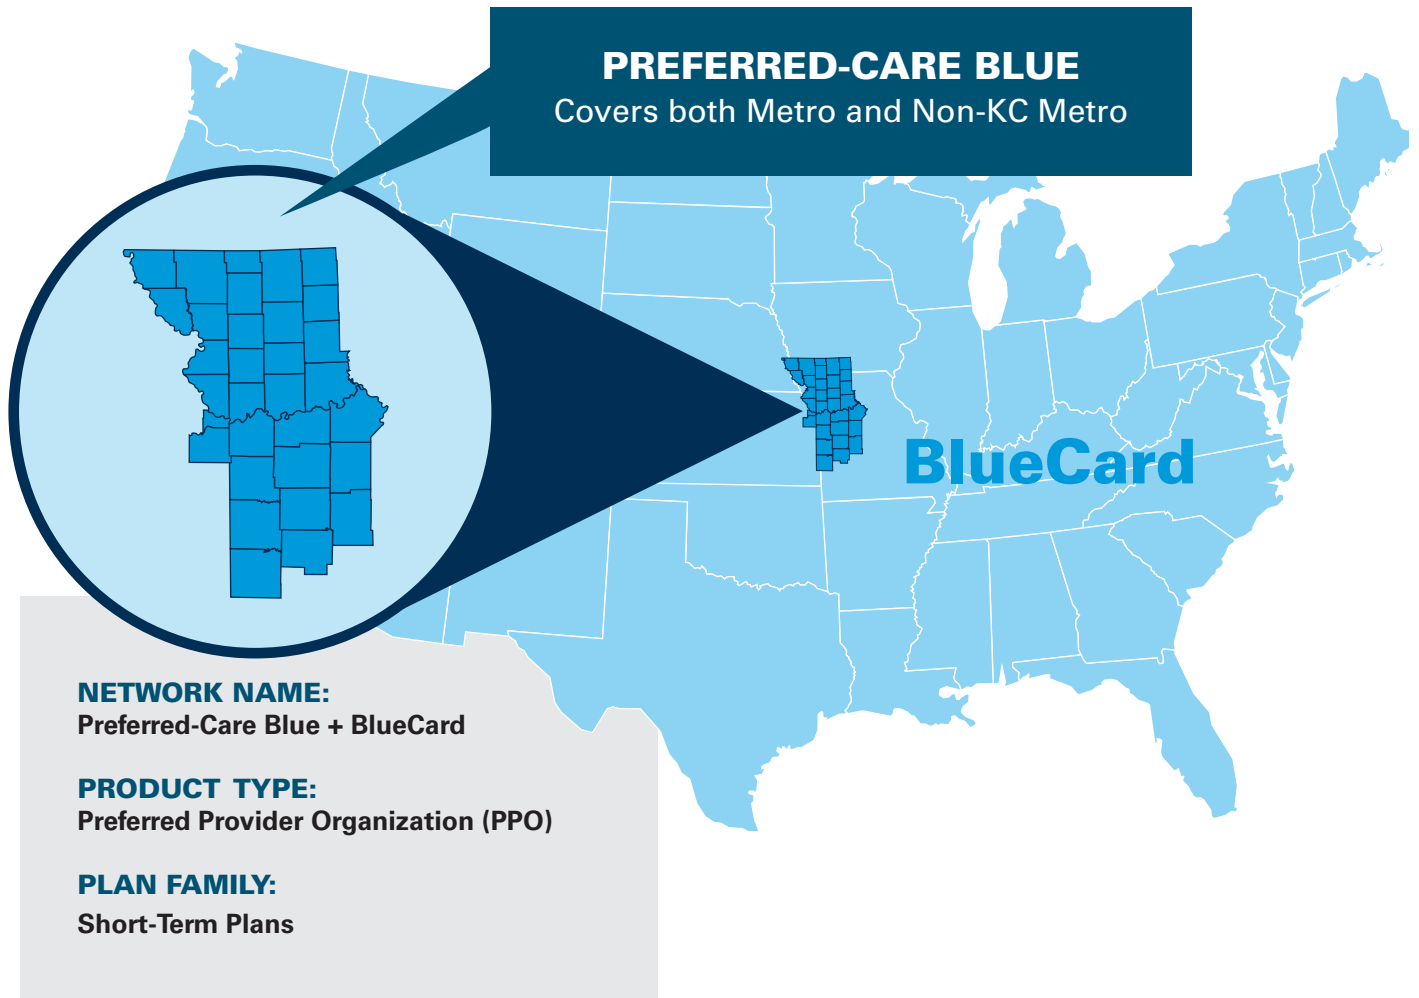 PREFERRED-CARE BLUE
Covers both Metro and Non-KC Metro
BlueCard
NETWORK NAME:
Preferred-Care Blue + BlueCard
PRODUCT TYPE:
Preferred Provider Organization (PPO)
PLAN FAMILY:
Short-Term Plans